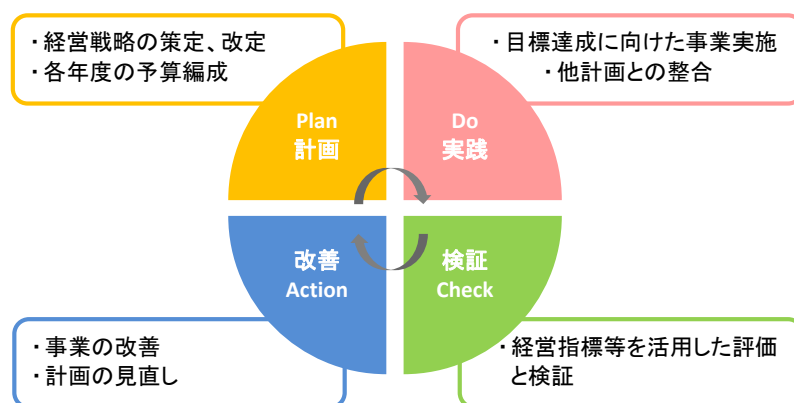 ・経営戦略の策定、改定
・各年度の予算編成
・目標達成に向けた事業実施
・他計画との整合
Plan
計画
Do
実践
改善
Action
検証
Check
・事業の改善
・計画の見直し
・経営指標等を活用した評価
と検証